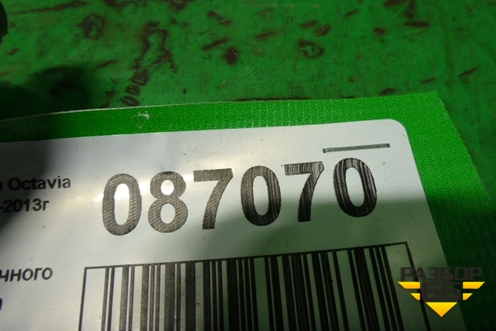 Octavia
-2013г
087070
чного
РАЗБОР